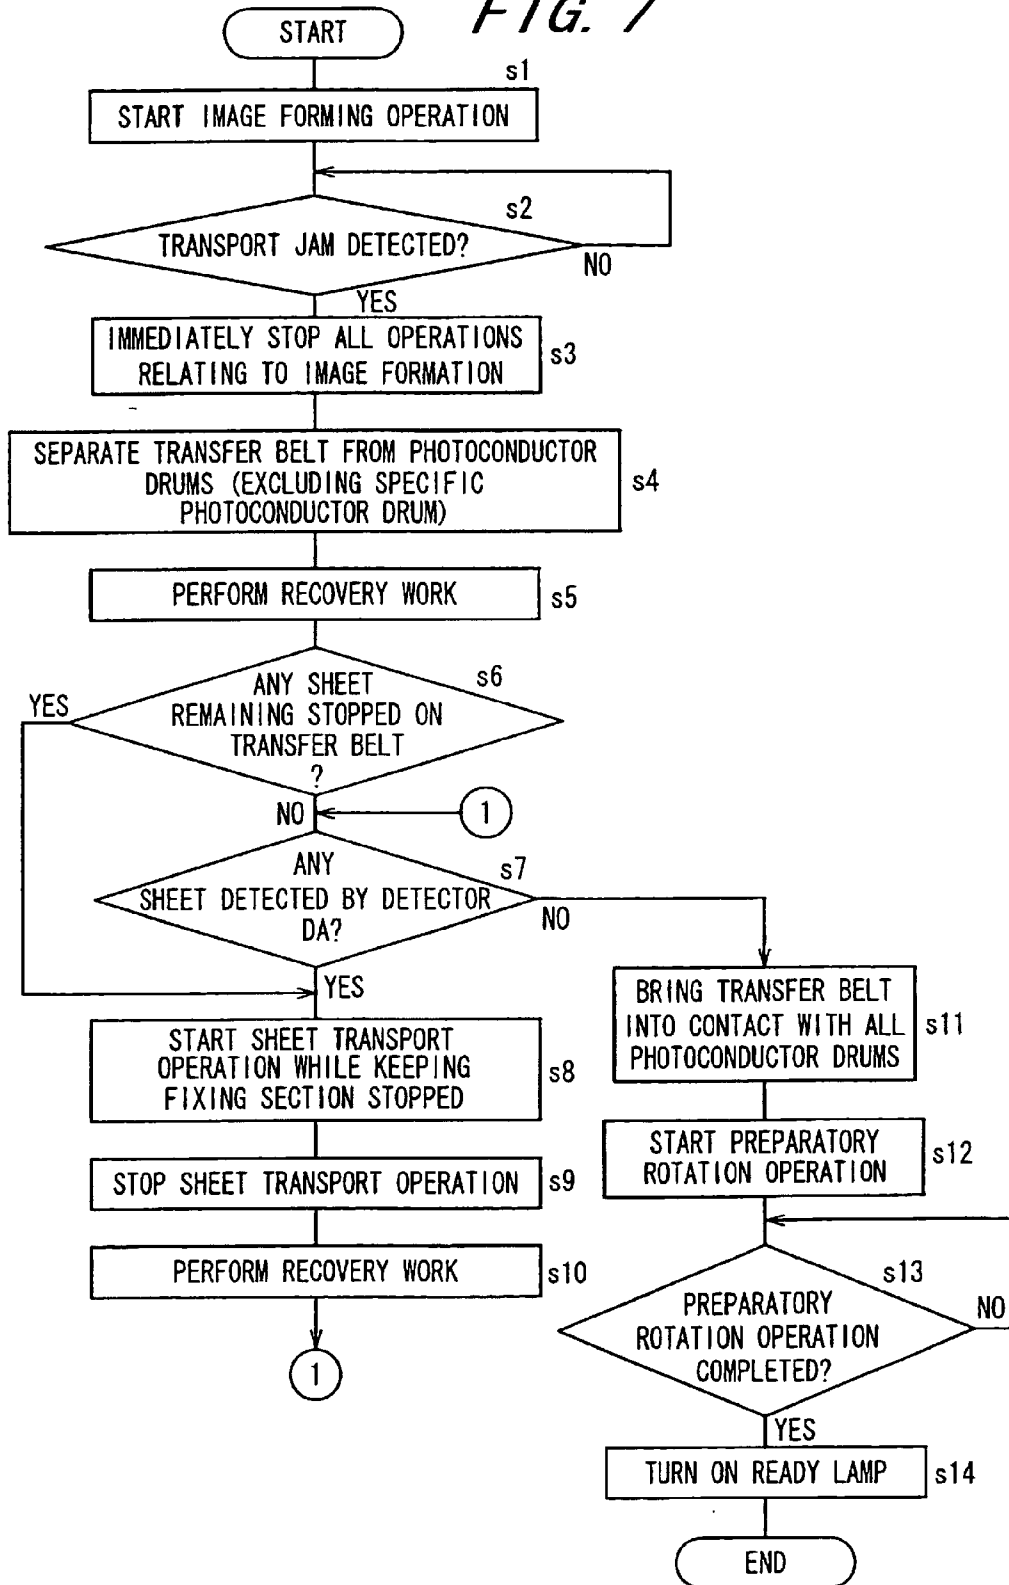 FIG. 7
START
s1
START IMAGE FORMING OPERATION
s2
TRANSPORT JAM DETECTED?
NO
YES
IMMEDIATELY STOP ALL OPERATIONS
RELATING TO IMAGE FORMATION
s3
SEPARATE TRANSFER BELT FROM PHOTOCONDUCTOR
DRUMS (EXCLUDING SPECIFIC
PHOTOCONDUCTOR DRUM)
s4
PERFORM RECOVERY WORK
s5
s6
ANY SHEET
REMAINING STOPPED ON
TRANSFER BELT
?
YES
NO
1
s7
ANY
SHEET DETECTED BY DETECTOR
DA?
NO
YES
START SHEET TRANSPORT
OPERATION WHILE KEEPING
FIXING SECTION STOPPED
s8
STOP SHEET TRANSPORT OPERATION
s9
PERFORM RECOVERY WORK
s10
1
BRING TRANSFER BELT
INTO CONTACT WITH ALL
PHOTOCONDUCTOR DRUMS
s11
START PREPARATORY
ROTATION OPERATION
s12
s13
PREPARATORY
ROTATION OPERATION
COMPLETED?
NO
YES
TURN ON READY LAMP
s14
END